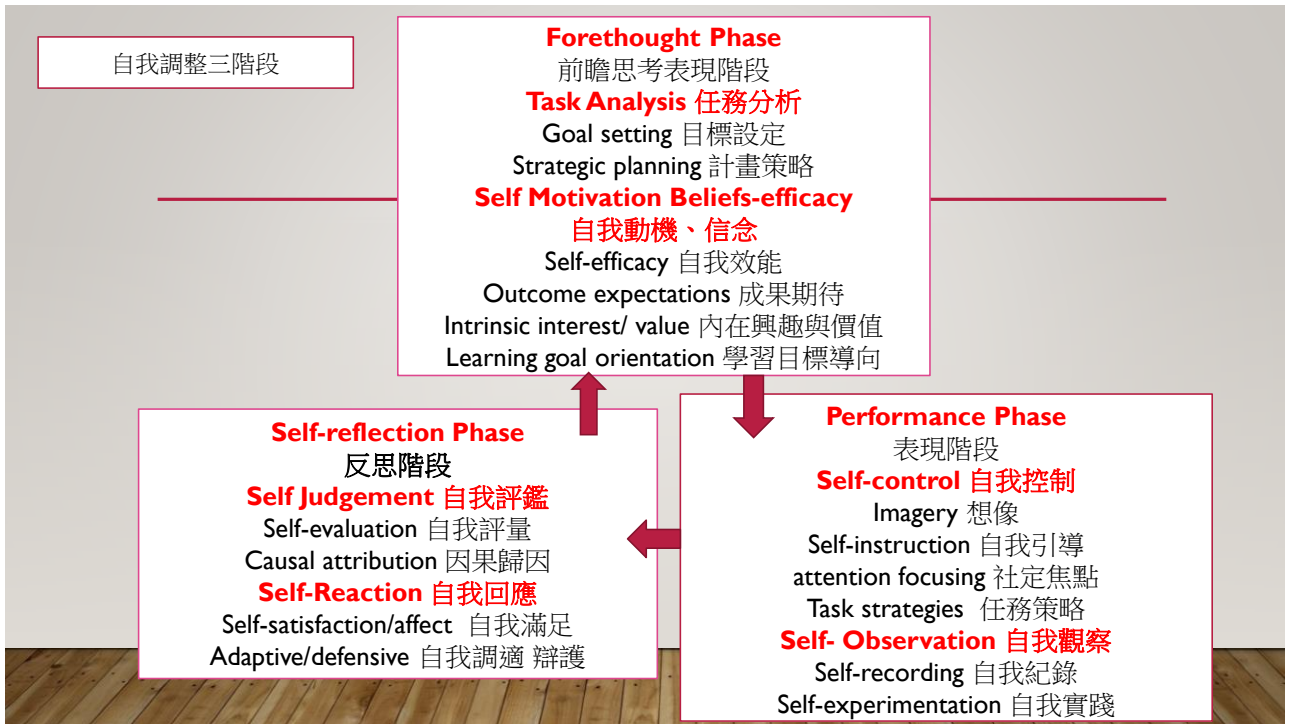 自我調整三階段
Forethought Phase
前瞻思考表現階段
Task Analysis 任務分析
Goal setting 目標設定
Strategic planning 計畫策略
Self Motivation Beliefs-efficacy
自我動機、信念
Self-efficacy 自我效能
Outcome expectations 成果期待
Intrinsic interest/ value 內在興趣與價值
Learning goal orientation 學習目標導向
Performance Phase
表現階段
Self-control 自我控制
Imagery 想像
Self-instruction 自我引導
attention focusing 社定焦點
Task strategies 任務策略
Self- Observation 自我觀察
Self-recording 自我紀錄
Self-experimentation 自我實踐
Self-reflection Phase
反思階段
Self Judgement 自我評鑑
Self-evaluation 自我評量
Causal attribution 因果歸因
Self-Reaction 自我回應
Self-satisfaction/affect 自我滿足
Adaptive/defensive 自我調適 辯護